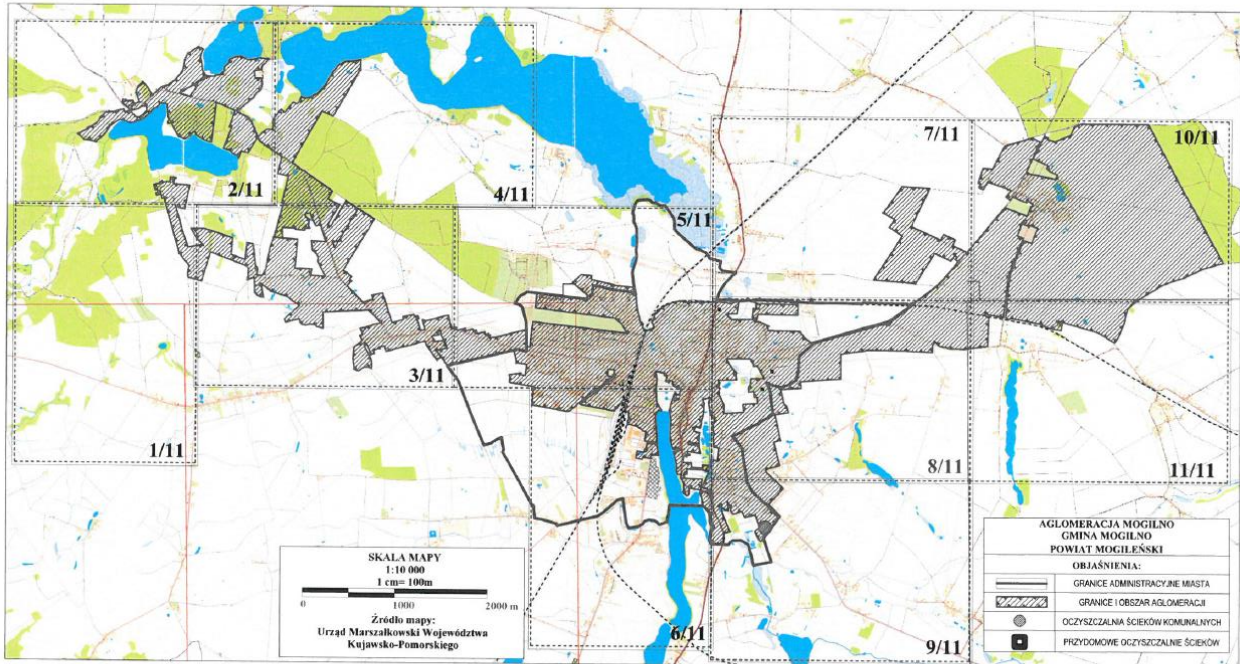 7/11
10/11
2/11
4/11
5/11
3/11
1/11
8/11
11/11
6/11
9/11
SKALA MAPY
1:10 000
1 cm= 100m
0 1000 2000 m
Źródło mapy:
Urząd Marszałkowski Województwa
Kujawsko-Pomorskiego
AGLOMERACJA MOGILNO
GMINA MOGILNO
POWIAT MOGILEŃSKI
OBJAŚNIENIA:
GRANICE ADMINISTRACYJNE MIASTA
GRANICE I OBSZAR AGLOMERACJI
OCZYSZCZALNIA ŚCIEKÓW KOMUNALNYCH
PRZYDOMOWE OCZYSZCZALNIE ŚCIEKÓW